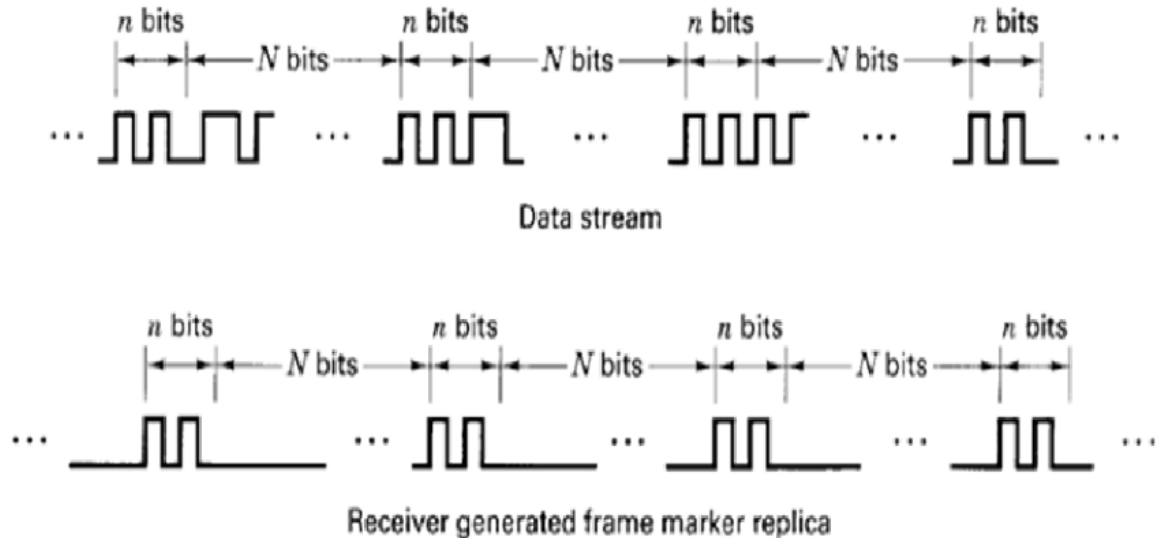 n bits n bits n bits n bits
N bits N bits N bits
... ... ... ... ...
Data stream
n bits n bits n bits n bits
N bits N bits N bits
... ... ... ... ...
Receiver generated frame marker replica